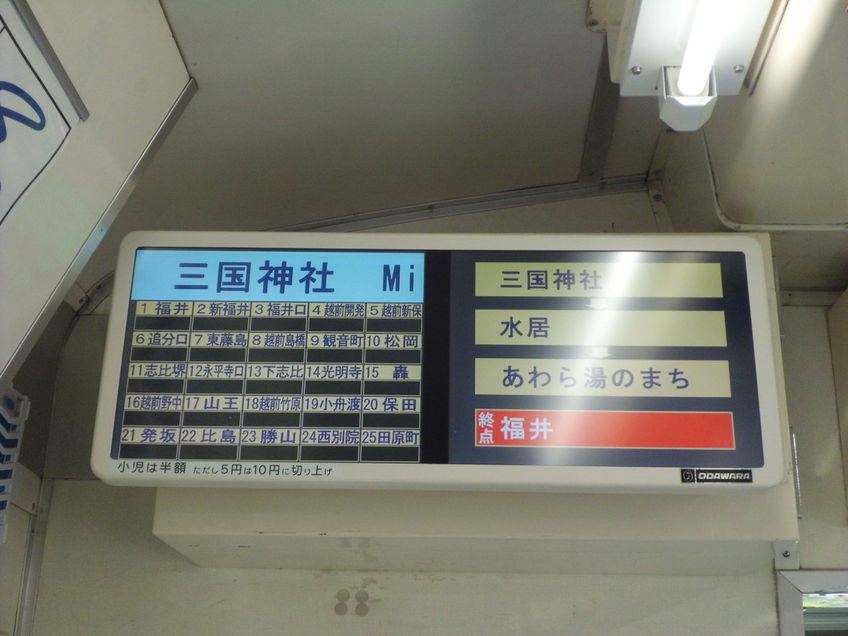 三国神社 Mi
1 福井 2 新福井 3 福井口 4 越前開発 5 越前新保
6 追分口 7 東藤島 8 越前島橋 9 観音町 10 松岡
11 志比堺 12 永平寺口 13 下志比 14 光明寺 15 轟
16 越前野中 17 山王 18 越前竹原 19 小舟渡 20 保田
21 発坂 22 比島 23 勝山 24 西別院 25 田原町
小児は半額 ただし5円は10円に切り上げ
三国神社
水居
あわら湯のまち
終点 福井
ODAWARA